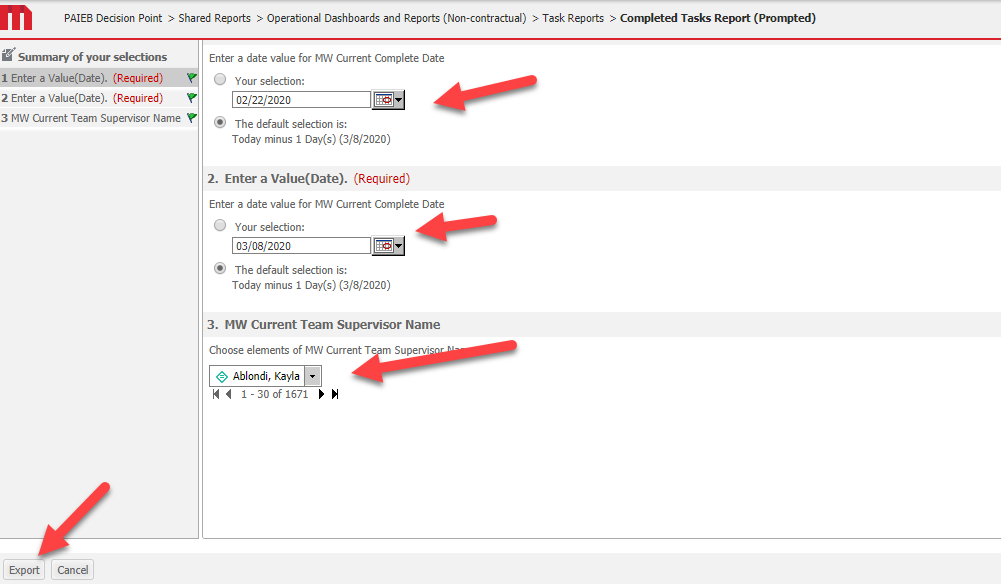 PAIEB Decision Point > Shared Reports > Operational Dashboards and Reports (Non-contractual) > Task Reports > Completed Tasks Report (Prompted)
Summary of your selections
1 Enter a Value(Date). (Required)
2 Enter a Value(Date). (Required)
3 MW Current Team Supervisor Name
Enter a date value for MW Current Complete Date
Your selection:
02/22/2020
The default selection is:
Today minus 1 Day(s) (3/8/2020)
2. Enter a Value(Date). (Required)
Enter a date value for MW Current Complete Date
Your selection:
03/08/2020
The default selection is:
Today minus 1 Day(s) (3/8/2020)
3. MW Current Team Supervisor Name
Choose elements of MW Current Team Supervisor Name
Ablondi, Kayla
1 - 30 of 1671
Export Cancel